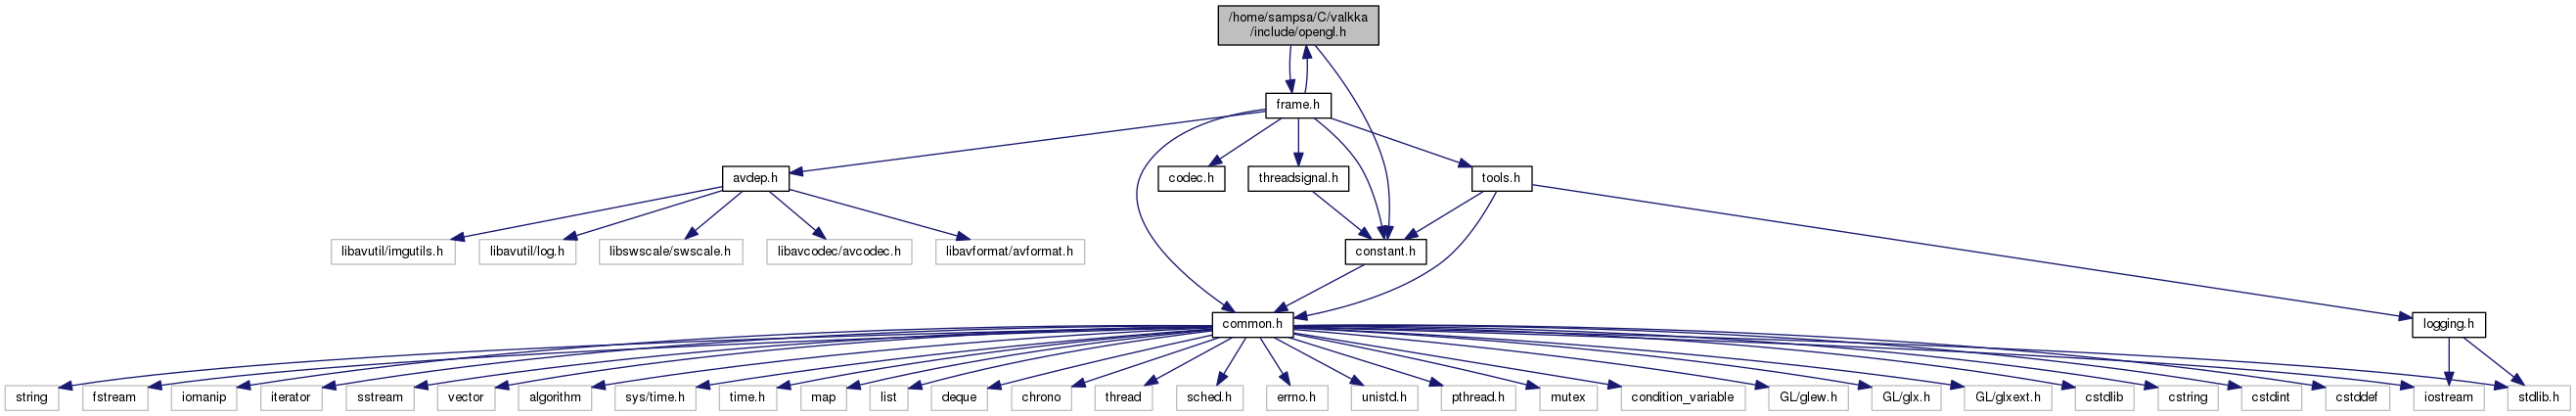 /home/sampsa/C/valkka
/include/opengl.h
frame.h
avdep.h
codec.h
threadsignal.h
tools.h
libavutil/imgutils.h
libavutil/log.h
libswscale/swscale.h
libavcodec/avcodec.h
libavformat/avformat.h
constant.h
common.h
logging.h
string
fstream
iomanip
iterator
sstream
vector
algorithm
sys/time.h
time.h
map
list
deque
chrono
thread
sched.h
errno.h
unistd.h
pthread.h
mutex
condition_variable
GL/glew.h
GL/glx.h
GL/glxext.h
cstdlib
cstring
cstdint
cstddef
iostream
stdlib.h